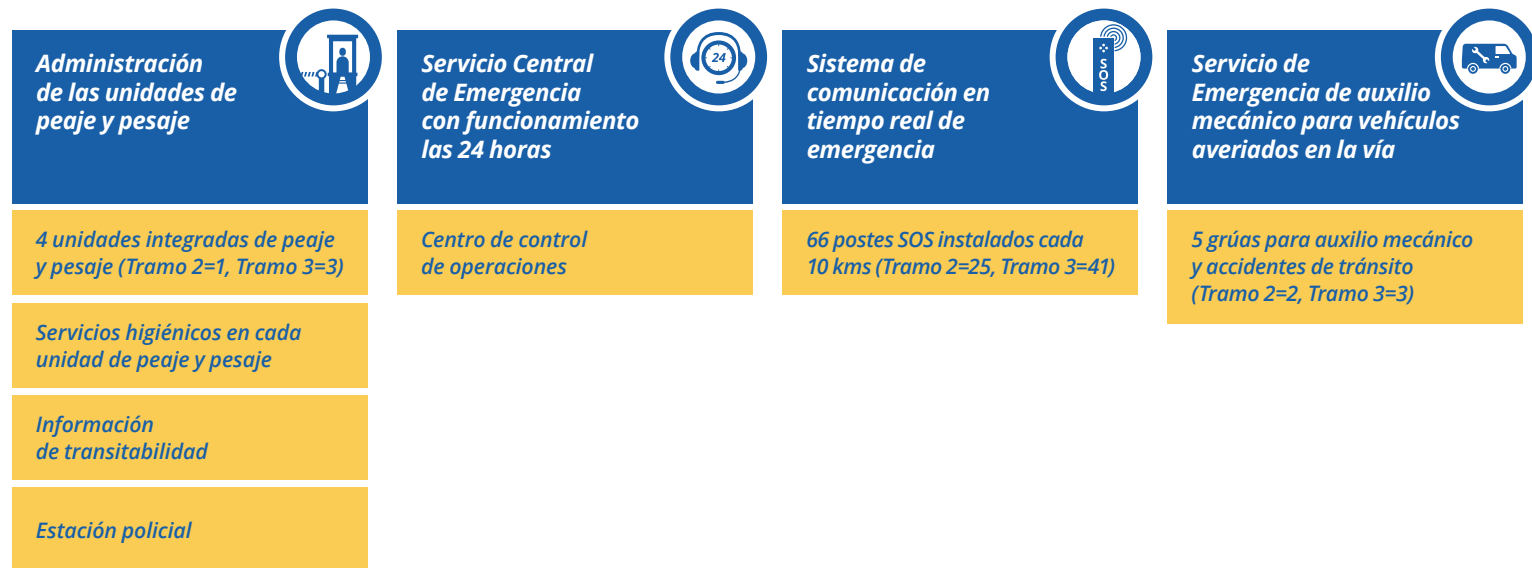 Administración
de las unidades de
peaje y pesaje
4 unidades integradas de peaje
y pesaje (Tramo 2=1, Tramo 3=3)
Servicios higiénicos en cada
unidad de peaje y pesaje
Información
de transitabilidad
Estación policial
24
Servicio Central
de Emergencia
con funcionamiento
las 24 horas
Centro de control
de operaciones
SOS
Sistema de
comunicación en
tiempo real de
emergencia
66 postes SOS instalados cada
10 kms (Tramo 2=25, Tramo 3=41)
Servicio de
Emergencia de auxilio
mecánico para vehículos
averiados en la vía
5 grúas para auxilio mecánico
y accidentes de tránsito
(Tramo 2=2, Tramo 3=3)